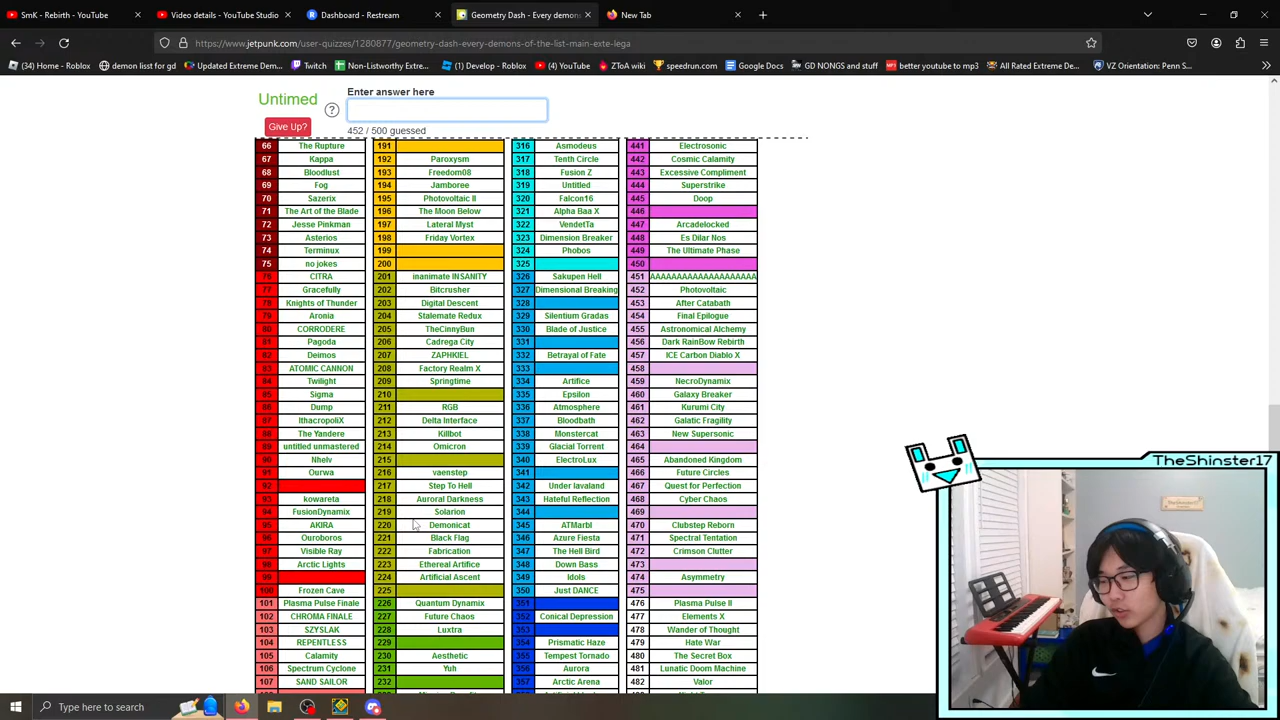 SmK - Rebirth - YouTube
Video details - YouTube Studio
Dashboard - Restream
Geometry Dash - Every demons
New Tab
https://www.jetpunk.com/user-quizzes/1280877/geometry-dash-every-demons-of-the-list-main-exte-lega
(34) Home - Roblox
demon lisst for gd
Updated Extreme Dem...
Twitch
Non-Listworthy Extre...
(1) Develop - Roblox
(4) YouTube
ZToA wiki
speedrun.com
Google Docs
GD NONGS and stuff
better youtube to mp3
All Rated Extreme De...
VZ Orientation: Penn S...
Untimed
?
Enter answer here
Give Up?
452 / 500 guessed
66 The Rupture 191 316 Asmodeus 441 Electrosonic
67 Kappa 192 Paroxysm 317 Tenth Circle 442 Cosmic Calamity
68 Bloodlust 193 Freedom08 318 Fusion Z 443 Excessive Compliment
69 Fog 194 Jamboree 319 Untitled 444 Superstrike
70 Sazerix 195 Photovoltaic II 320 Falcon16 445 Doop
71 The Art of the Blade 196 The Moon Below 321 Alpha Baa X 446
72 Jesse Pinkman 197 Lateral Myst 322 VendetTa 447 Arcadelocked
73 Asterios 198 Friday Vortex 323 Dimension Breaker 448 Es Dilar Nos
74 Terminux 199 324 Phobos 449 The Ultimate Phase
75 no jokes 200 325 450
76 CITRA 201 inanimate INSANITY 326 Sakupen Hell 451 AAAAAAAAAAAAAAAAAAA
77 Gracefully 202 Bitcrusher 327 Dimensional Breaking 452 Photovoltaic
78 Knights of Thunder 203 Digital Descent 328 453 After Catabath
79 Aronia 204 Stalemate Redux 329 Silentium Gradas 454 Final Epilogue
80 CORRODERE 205 TheCinnyBun 330 Blade of Justice 455 Astronomical Alchemy
81 Pagoda 206 Cadrega City 331 456 Dark RainBow Rebirth
82 Deimos 207 ZAPHKIEL 332 Betrayal of Fate 457 ICE Carbon Diablo X
83 ATOMIC CANNON 208 Factory Realm X 333 458
84 Twilight 209 Springtime 334 Artifice 459 NecroDynamix
85 Sigma 210 335 Epsilon 460 Galaxy Breaker
86 Dump 211 RGB 336 Atmosphere 461 Kurumi City
87 IthacropoliX 212 Delta Interface 337 Bloodbath 462 Galatic Fragility
88 The Yandere 213 Killbot 338 Monstercat 463 New Supersonic
89 untitled unmastered 214 Omicron 339 Glacial Torrent 464
90 Nhelv 215 340 ElectroLux 465 Abandoned Kingdom
91 Ourwa 216 vaenstep 341 466 Future Circles
92 217 Step To Hell 342 Under lavaland 467 Quest for Perfection
93 kowareta 218 Auroral Darkness 343 Hateful Reflection 468 Cyber Chaos
94 FusionDynamix 219 Solarion 344 469
95 AKIRA 220 Demonicat 345 ATMarbl 470 Clubstep Reborn
96 Ouroboros 221 Black Flag 346 Azure Fiesta 471 Spectral Tentation
97 Visible Ray 222 Fabrication 347 The Hell Bird 472 Crimson Clutter
98 Arctic Lights 223 Ethereal Artifice 348 Down Bass 473
99 224 Artificial Ascent 349 Idols 474 Asymmetry
100 Frozen Cave 225 350 Just DANCE 475
101 Plasma Pulse Finale 226 Quantum Dynamix 351 476 Plasma Pulse II
102 CHROMA FINALE 227 Future Chaos 352 Conical Depression 477 Elements X
103 SZYSLAK 228 Luxtra 353 478 Wander of Thought
104 REPENTLESS 229 354 Prismatic Haze 479 Hate War
105 Calamity 230 Aesthetic 355 Tempest Tornado 480 The Secret Box
106 Spectrum Cyclone 231 Yuh 356 Aurora 481 Lunatic Doom Machine
107 SAND SAILOR 232 357 Arctic Arena 482 Valor
TheShinster17
Type here to search